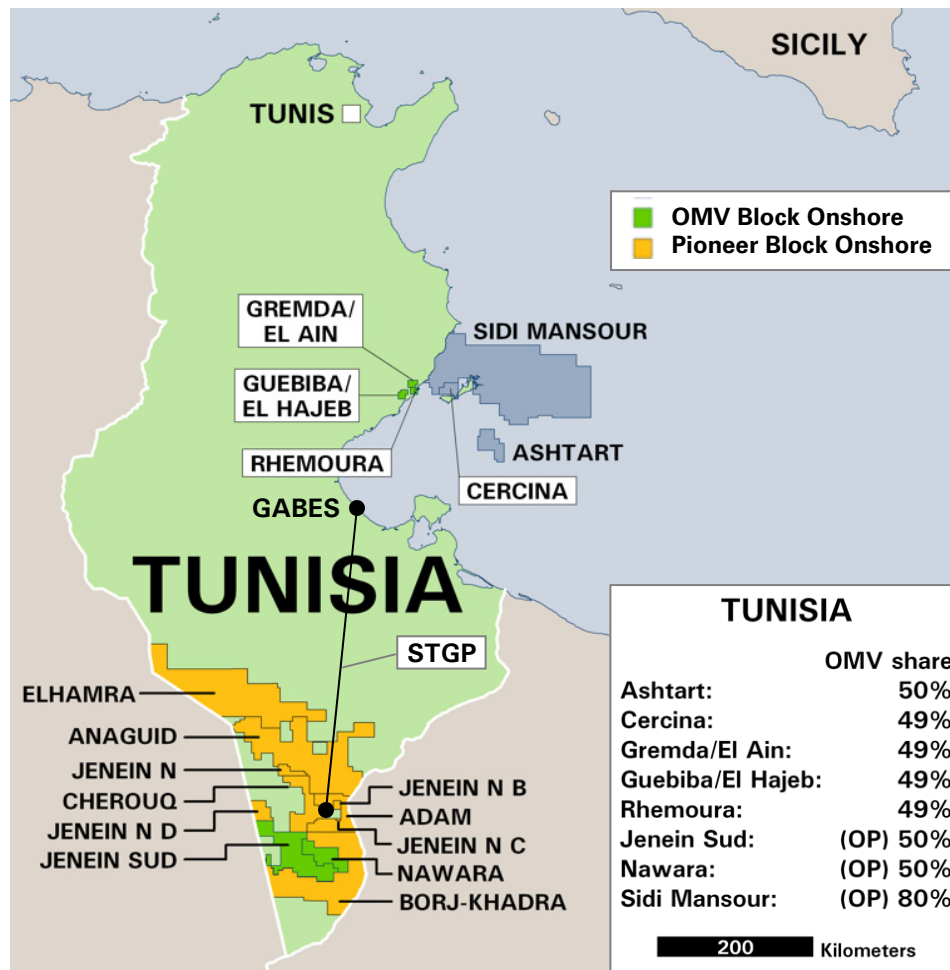 SICILY
TUNIS
OMV Block Onshore
Pioneer Block Onshore
GREMDA/
EL AIN
SIDI MANSOUR
GUEBIBA/
EL HAJEB
RHEMOURA
ASHTART
CERCINA
GABES
TUNISIA
STGP
ELHAMRA
ANAGUID
JENEIN N
CHEROUQ
JENEIN N D
JENEIN SUD
JENEIN N B
ADAM
JENEIN N C
NAWARA
BORJ-KHADRA
TUNISIA
OMV share
Ashtart: 50%
Cercina: 49%
Gremda/El Ain: 49%
Guebiba/El Hajeb: 49%
Rhemoura: 49%
Jenein Sud: (OP) 50%
Nawara: (OP) 50%
Sidi Mansour: (OP) 80%
200 Kilometers